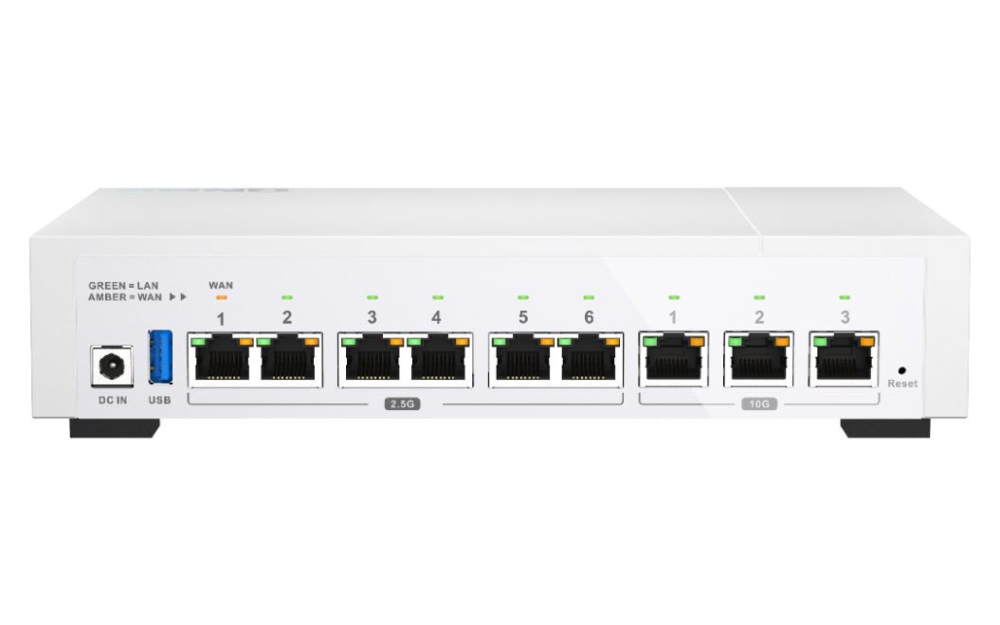 GREEN = LAN
AMBER = WAN
WAN
1 2 3 4 5 6 1 2 3
DC IN USB 2.5G 10G Reset